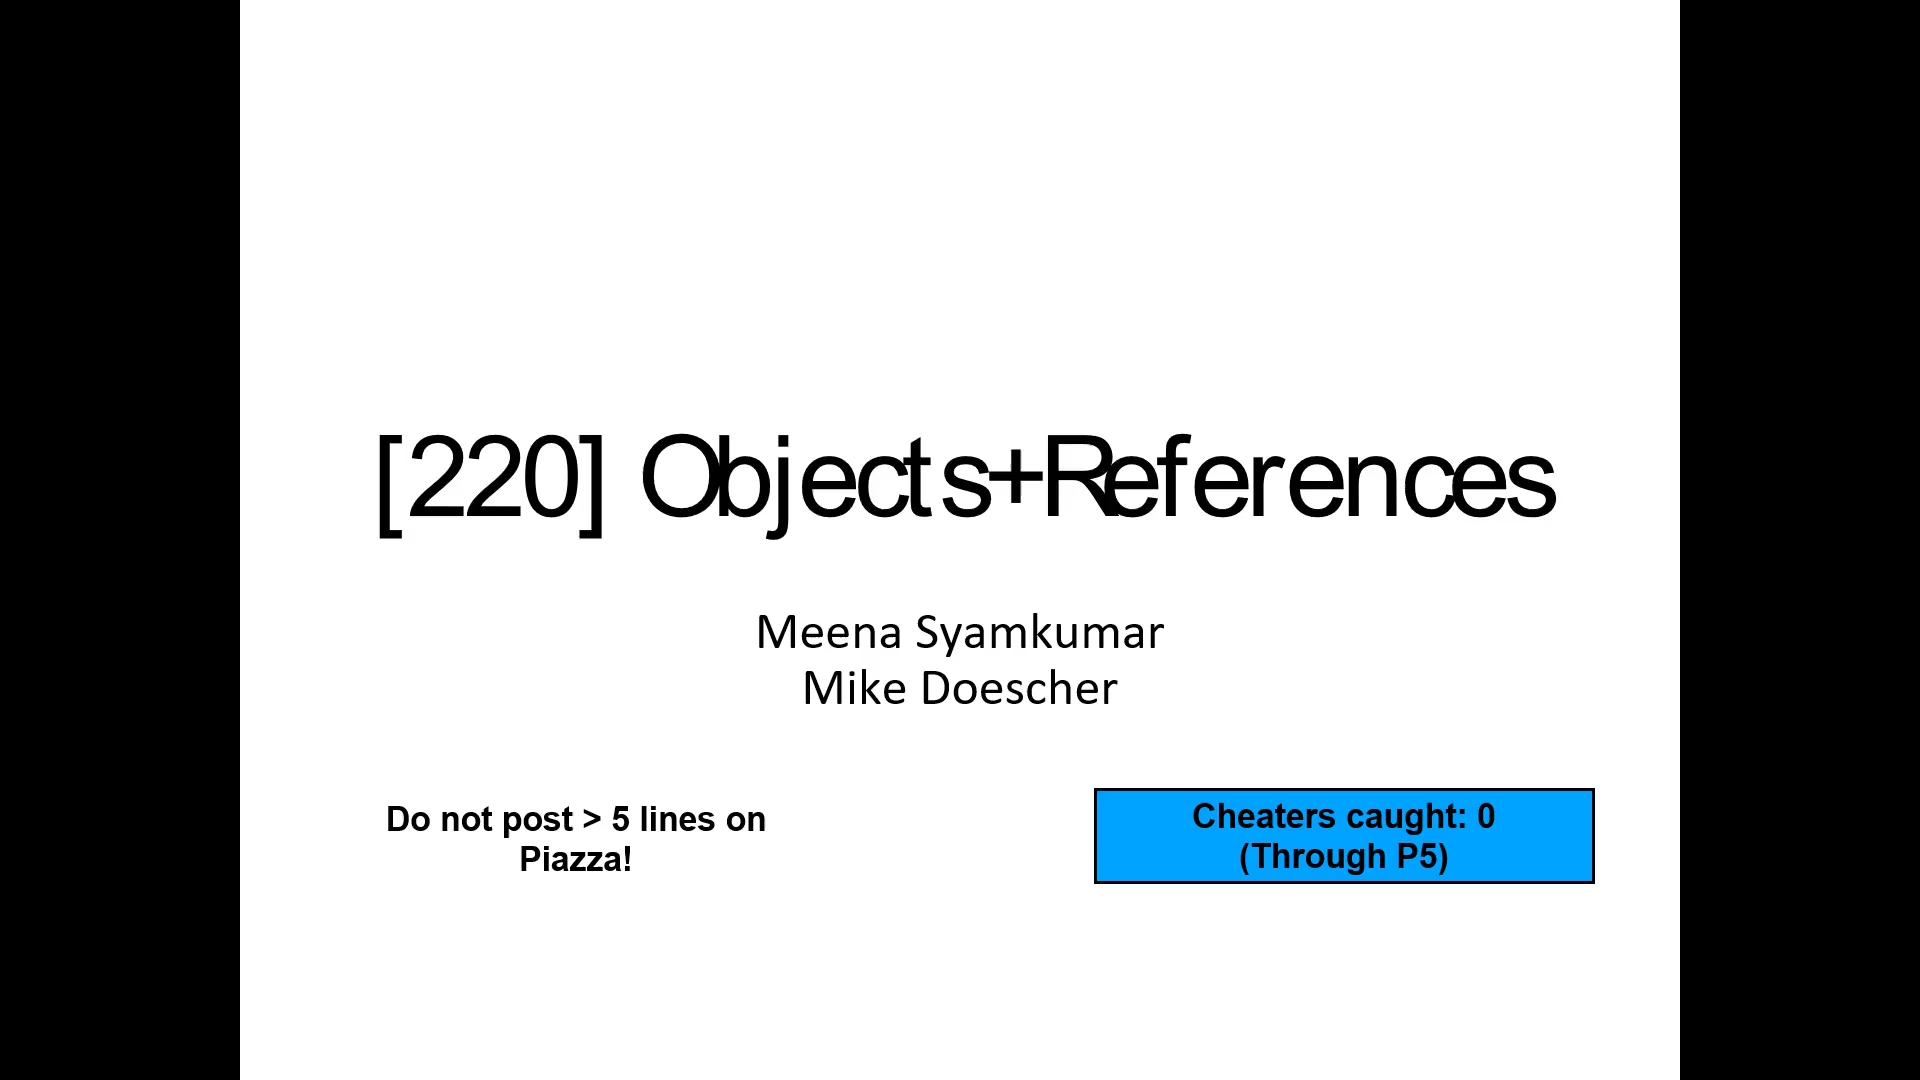 [220] Objects+References
Meena Syamkumar
Mike Doescher
Do not post > 5 lines on
Piazza!
Cheaters caught: 0
(Through P5)